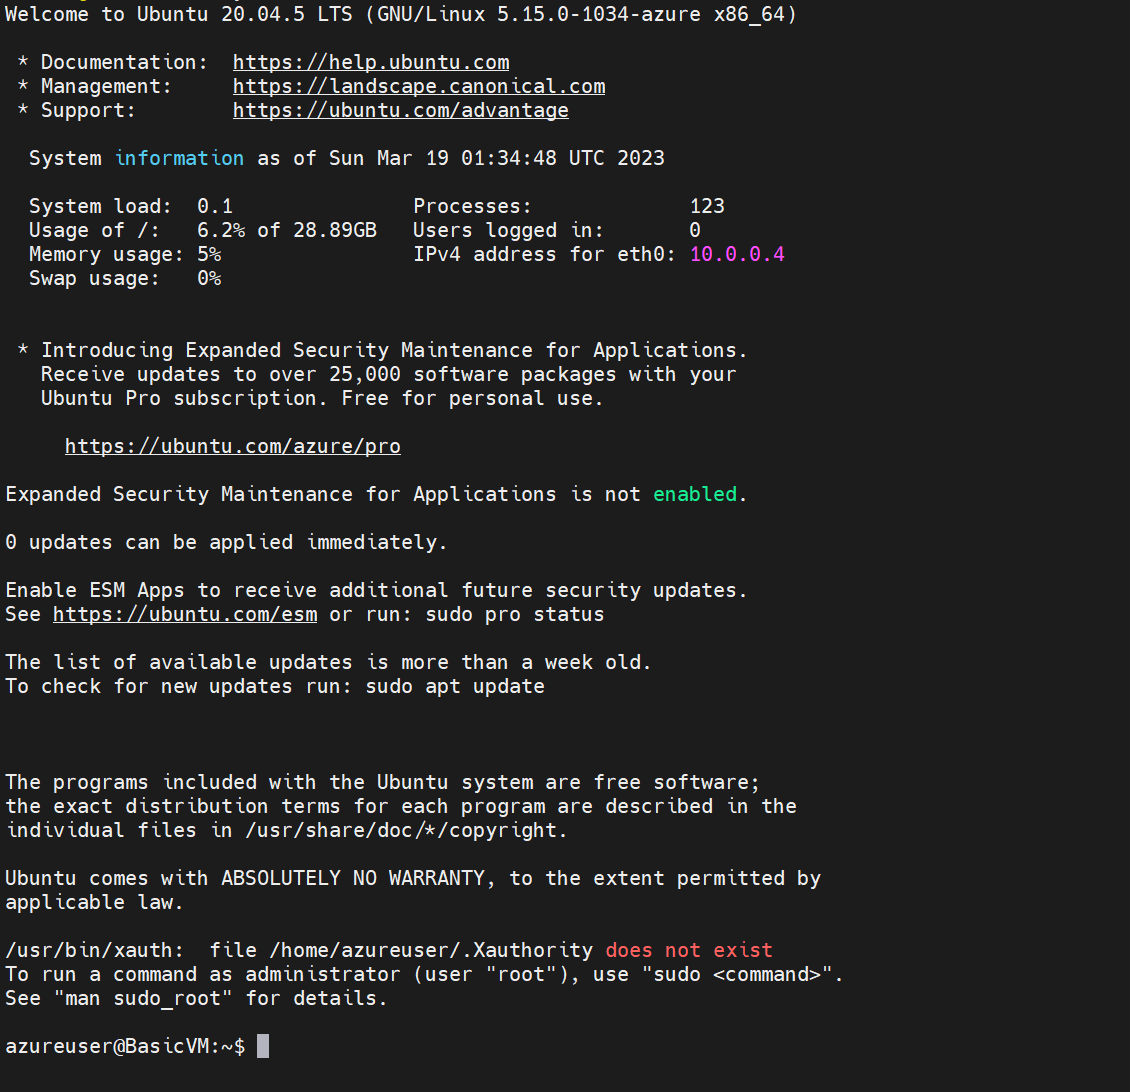 Welcome to Ubuntu 20.04.5 LTS (GNU/Linux 5.15.0-1034-azure x86_64)

 * Documentation:  https://help.ubuntu.com
 * Management:     https://landscape.canonical.com
 * Support:        https://ubuntu.com/advantage

  System information as of Sun Mar 19 01:34:48 UTC 2023

  System load:  0.1               Processes:             123
  Usage of /:   6.2% of 28.89GB   Users logged in:       0
  Memory usage: 5%                IPv4 address for eth0: 10.0.0.4
  Swap usage:   0%


 * Introducing Expanded Security Maintenance for Applications.
   Receive updates to over 25,000 software packages with your
   Ubuntu Pro subscription. Free for personal use.

     https://ubuntu.com/azure/pro

Expanded Security Maintenance for Applications is not enabled.

0 updates can be applied immediately.

Enable ESM Apps to receive additional future security updates.
See https://ubuntu.com/esm or run: sudo pro status

The list of available updates is more than a week old.
To check for new updates run: sudo apt update



The programs included with the Ubuntu system are free software;
the exact distribution terms for each program are described in the
individual files in /usr/share/doc/*/copyright.

Ubuntu comes with ABSOLUTELY NO WARRANTY, to the extent permitted by
applicable law.

/usr/bin/xauth:  file /home/azureuser/.Xauthority does not exist
To run a command as administrator (user "root"), use "sudo <command>".
See "man sudo_root" for details.

azureuser@BasicVM:~$